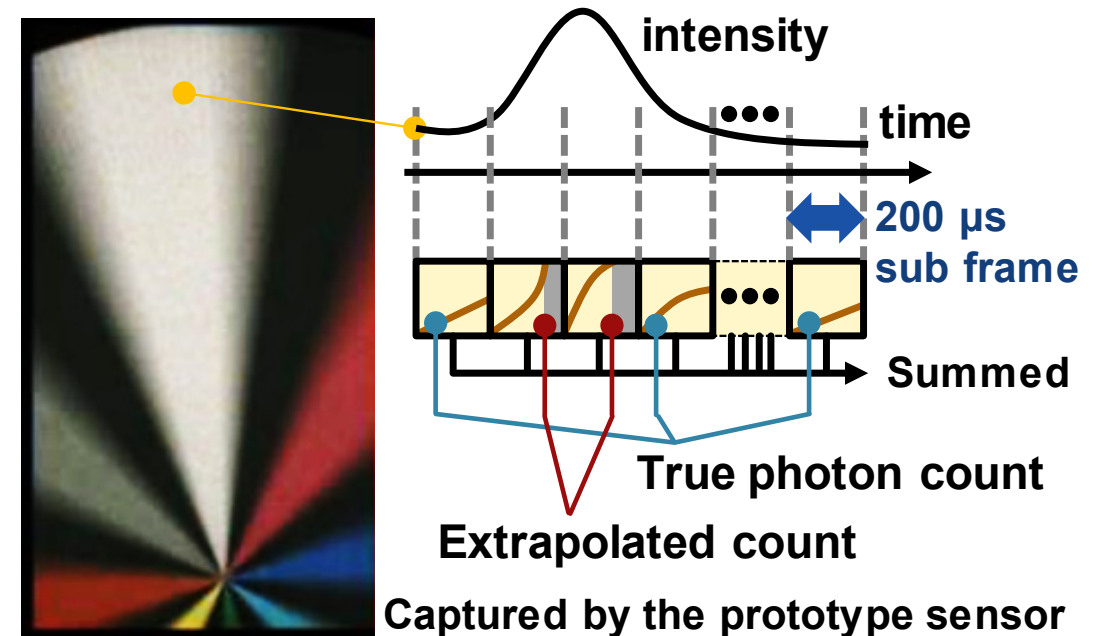 intensity
time
200 µs
sub frame
Summed
True photon count
Extrapolated count
Captured by the prototype sensor